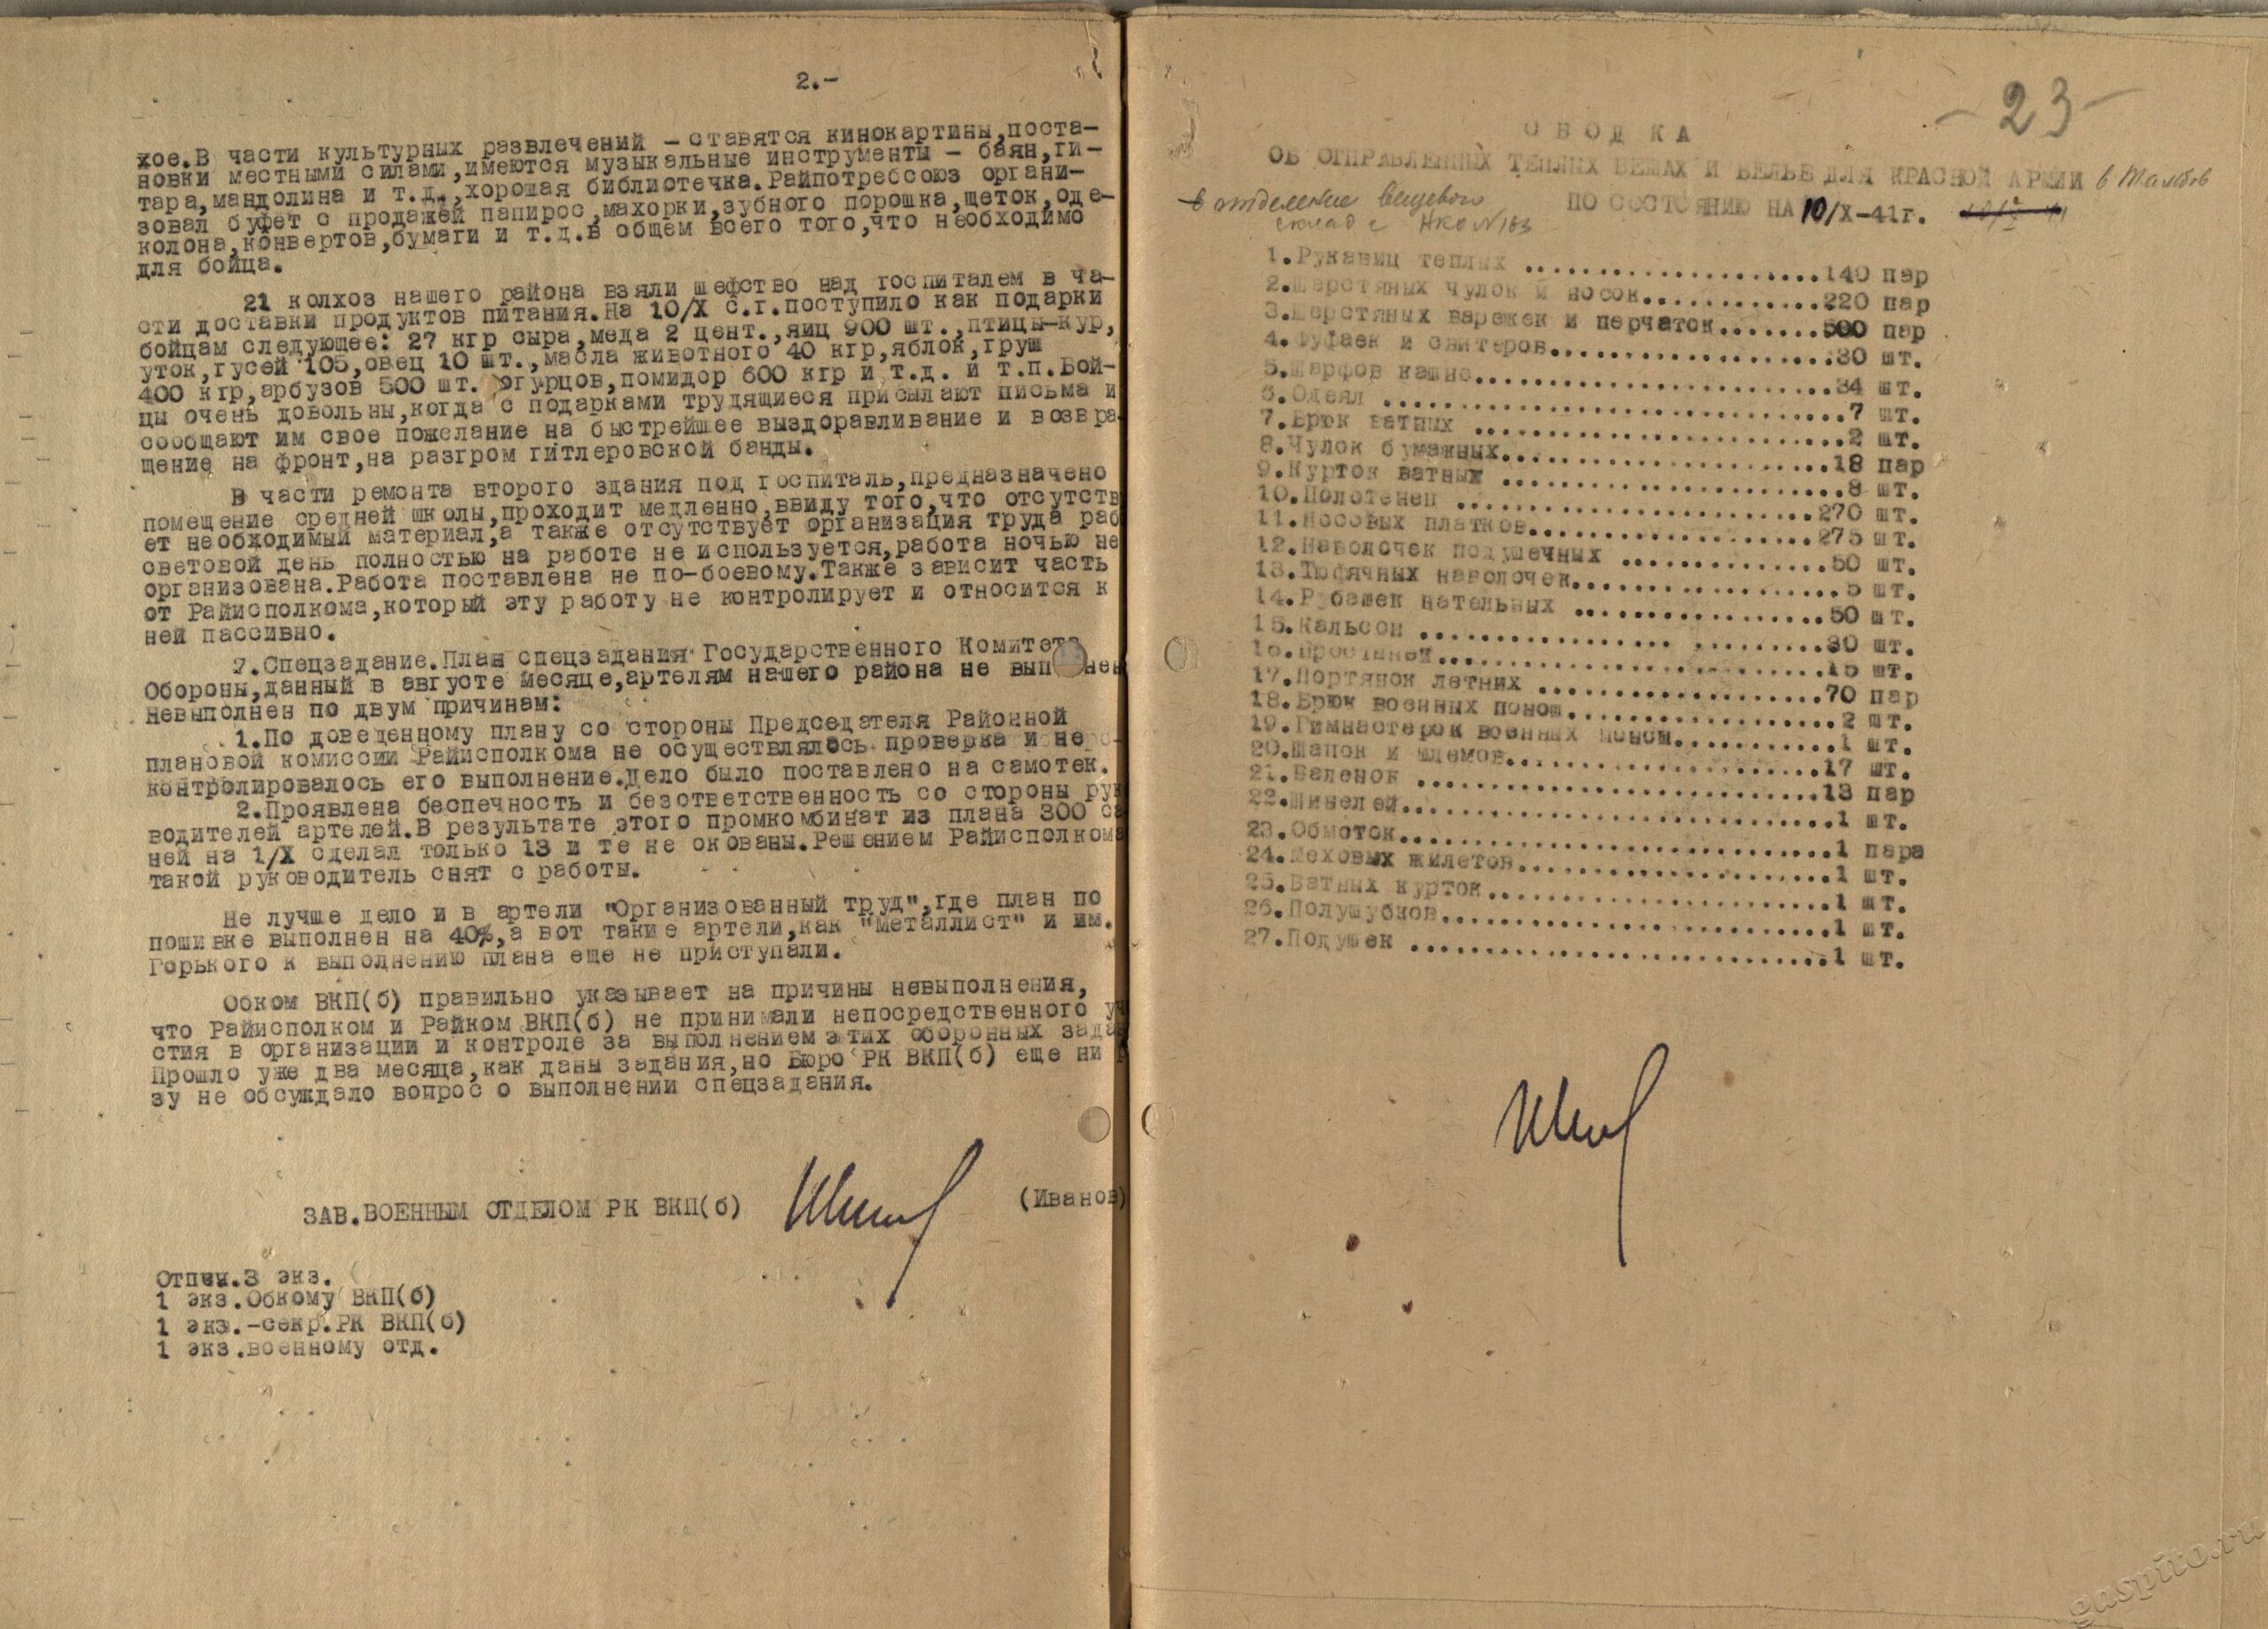 2.-
хое.В части культурных развлечений - ставятся кинокартины,поста-
новки местными силами,имеются музыкальные инструменты - баян,ги-
тара,мандолина и т.д.,хорошая библиотечка.Райпотребсоюз органи-
зовал буфет с продажей папирос,махорки,зубного порошка,щеток,оде-
колона,конвертов,бумаги и т.д.в общем всего того,что необходимо
для бойца.
21 колхоз нашего района взяли шефство над госпиталем в ча-
сти доставки продуктов питания.На 10/X с.г.поступило как подарки
бойцам следующее: 27 кгр сыра,меда 2 цент.,яиц 900 шт.,птицы-кур,
уток,гусей 105,овец 10 шт.,масла животного 40 кгр,яблок,груш
400 кгр,арбузов 500 шт. огурцов,помидор 600 кгр и т.д. и т.п.Бой-
цы очень довольны,когда с подарками трудящиеся присылают письма и
сообщают им свое пожелание на быстрейшее выздоравливание и возвра
щение на фронт,на разгром гитлеровской банды.
В части ремонта второго здания под госпиталь,предназначено
помещение средней школы,проходит медленно,ввиду того,что отсутств
ет необходимый материал,а также отсутствует организация труда раб
световой день полностью на работе не используется,работа ночью не
организована.Работа поставлена не по-боевому.Также зависит часть
от Райисполкома,который эту работу не контролирует и относится к
ней пассивно.
7.Спецзадание.План спецзадания Государственного Комитета
Обороны,данный в августе месяце,артелям нашего района не вып нен
невыполнен по двум причинам:
1.По доведенному плану со стороны Председателя Районной
плановой комиссии Райисполкома не осуществлялось проверка и не
контролировалось его выполнение.Дело было поставлено на самотек.
2.Проявлена беспечность и безответственность со стороны рук
водителей артелей.В результате этого промкомбинат из плана 300 са
ней на 1/X сделал только 13 и те не окованы.Решением Райисполкома
такой руководитель снят с работы.
Не лучше дело и в артели "Организованный труд",где план по
пошивке выполнен на 40%,а вот такие артели,как "Металлист" и им.
Горького к выполнению плана еще не приступали.
Обком ВКП(б) правильно указывает на причины невыполнения,
что Райисполком и Райком ВКП(б) не принимали непосредственного уч
стия в организации и контроле за выполнением этих оборонных зада
Прошло уже два месяца,как даны задания,но Бюро РК ВКП(б) еще ни
зу не обсуждало вопрос о выполнении спецзадания.
ЗАВ.ВОЕННЫМ ОТДЕЛОМ РК ВКП(б) (Иванов)
Отпеч.3 экз.
1 экз.Обкому ВКП(б)
1 экз.-секр.РК ВКП(б)
1 экз.военному отд.
- 23 -
СВОДКА
ОБ ОТПРАВЛЕННЫХ ТЕПЛЫХ ВЕЩАХ И БЕЛЬЕ ДЛЯ КРАСНОЙ АРМИИ в Тамбов
в отделение вещевого ПО СОСТОЯНИЮ НА 10/X-41г.
склада НКО №183
1.Рукавиц теплых ....................140 пар
2.Шерстяных чулок и носок............220 пар
3.Шерстяных варежек и перчаток.......500 пар
4.Фуфаек и свитеров...................30 шт.
5.Шарфов кашне........................34 шт.
6.Одеял ...............................7 шт.
7.Брюк ватных .........................2 шт.
8.Чулок бумажных......................18 пар
9.Курток ватных .......................8 шт.
10.Полотенец ........................270 шт.
11.Носовых платков...................275 шт.
12.Наволочек подушечных ..............50 шт.
13.Тюфячных наволочек..................5 шт.
14.Рубашек нательных .................50 шт.
15.Кальсон ................. .........30 шт.
16.Простыней..........................15 шт.
17.Портянок летних ...................70 пар
18.Брюк военных понош..................2 шт.
19.Гимнастерок военных понош...........1 шт.
20.Шапок и шлемов.....................17 шт.
21.Валенок ...........................13 пар
22.Шинелей.............................1 шт.
23.Обмоток.............................1 пара
24.Меховых жилетов.....................1 шт.
25.Ватных курток.......................1 шт.
26.Полушубков..........................1 шт.
27.Подушек ............................1 шт.
gaspito.ru